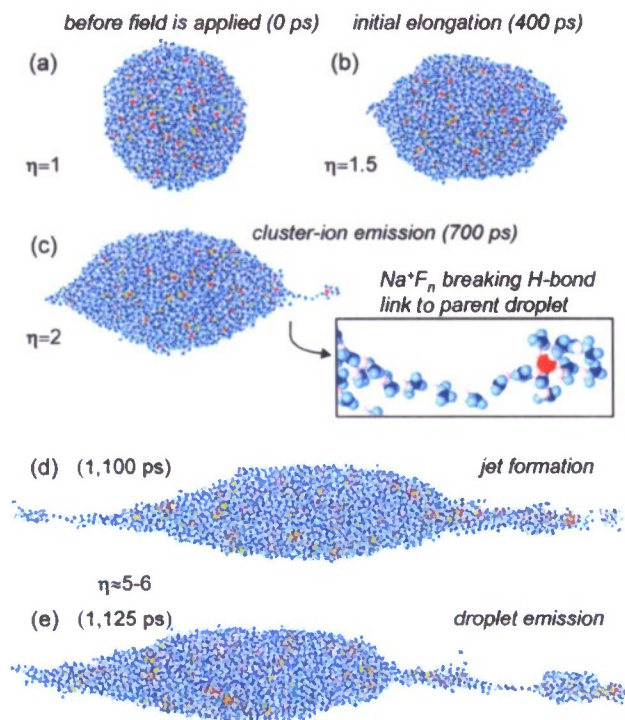 before field is applied (0 ps) initial elongation (400 ps)
(a) (b)
η=1 η=1.5
(c) cluster-ion emission (700 ps)
Na⁺Fₙ breaking H-bond
link to parent droplet
η=2
(d) (1,100 ps) jet formation
η≈5-6
(e) (1,125 ps) droplet emission